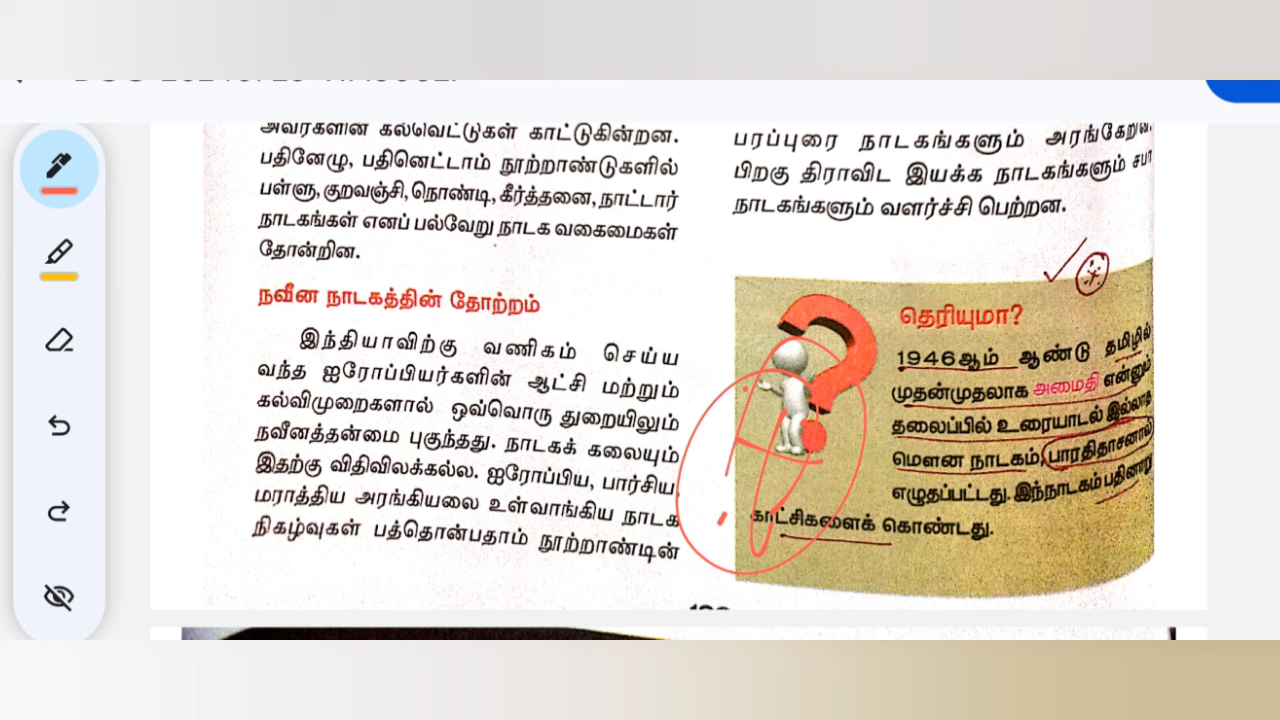 அவர்களின் கல்வெட்டுகள் காட்டுகின்றன.
பதினேழு, பதினெட்டாம் நூற்றாண்டுகளில்
பள்ளு, குறவஞ்சி, நொண்டி, கீர்த்தனை, நாட்டார்
நாடகங்கள் எனப் பல்வேறு நாடக வகைமைகள்
தோன்றின.
நவீன நாடகத்தின் தோற்றம்
இந்தியாவிற்கு வணிகம் செய்ய
வந்த ஐரோப்பியர்களின் ஆட்சி மற்றும்
கல்விமுறைகளால் ஒவ்வொரு துறையிலும்
நவீனத்தன்மை புகுந்தது. நாடகக் கலையும்
இதற்கு விதிவிலக்கல்ல. ஐரோப்பிய, பார்சிய,
மராத்திய அரங்கியலை உள்வாங்கிய நாடக
நிகழ்வுகள் பத்தொன்பதாம் நூற்றாண்டின்
பரப்புரை நாடகங்களும் அரங்கேறின.
பிறகு திராவிட இயக்க நாடகங்களும் சபா
நாடகங்களும் வளர்ச்சி பெற்றன.
தெரியுமா?
1946ஆம் ஆண்டு தமிழில்
முதன்முதலாக அமைதி என்னும்
தலைப்பில் உரையாடல் இல்லாத
மௌன நாடகம், பாரதிதாசனால்
எழுதப்பட்டது. இந்நாடகம் பதினாறு
காட்சிகளைக் கொண்டது.